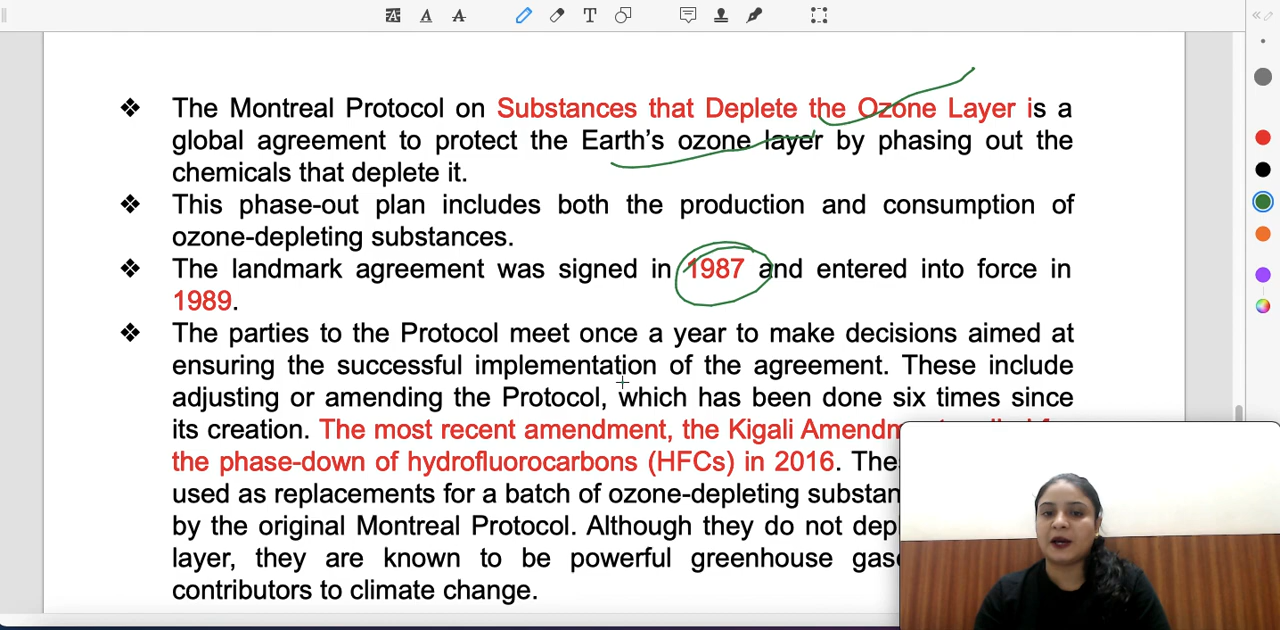 ❖ The Montreal Protocol on Substances that Deplete the Ozone Layer is a
global agreement to protect the Earth's ozone layer by phasing out the
chemicals that deplete it.
❖ This phase-out plan includes both the production and consumption of
ozone-depleting substances.
❖ The landmark agreement was signed in 1987 and entered into force in
1989.
❖ The parties to the Protocol meet once a year to make decisions aimed at
ensuring the successful implementation of the agreement. These include
adjusting or amending the Protocol, which has been done six times since
its creation. The most recent amendment, the Kigali
the phase-down of hydrofluorocarbons (HFCs) in 2016.
used as replacements for a batch of ozone-depleting
by the original Montreal Protocol. Although they do not
layer, they are known to be powerful greenhouse
contributors to climate change.